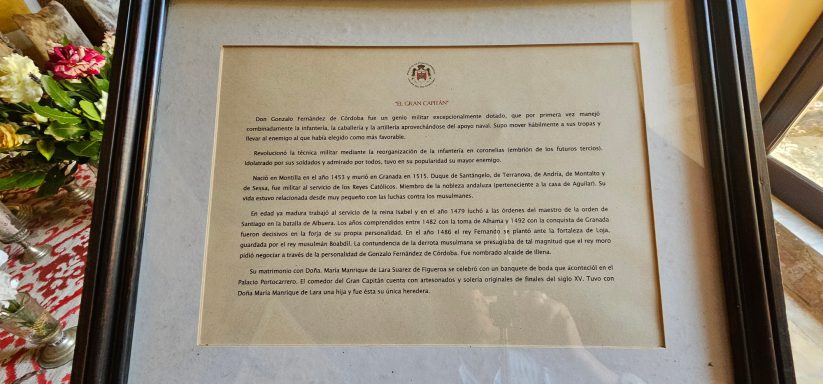 "EL GRAN CAPITÁN"
Don Gonzalo Fernández de Córdoba fue un genio militar excepcionalmente dotado, que por primera vez manejó
combinadamente la infantería, la caballería y la artillería aprovechándose del apoyo naval. Supo mover hábilmente a sus tropas y
llevar al enemigo al que había elegido como más favorable.
Revolucionó la técnica militar mediante la reorganización de la infantería en coronelías (embrión de los futuros tercios).
Idolatrado por sus soldados y admirado por todos, tuvo en su popularidad su mayor enemigo.
Nació en Montilla en el año 1453 y murió en Granada en 1515. Duque de Santángelo, de Terranova, de Andría, de Montalto y
de Sessa, fue militar al servicio de los Reyes Católicos. Miembro de la nobleza andaluza (perteneciente a la casa de Aguilar). Su
vida estuvo relacionada desde muy pequeño con las luchas contra los musulmanes.
En edad ya madura trabajó al servicio de la reina Isabel y en el año 1479 luchó a las órdenes del maestre de la orden de
Santiago en la batalla de Albuera. Los años comprendidos entre 1482 con la toma de Alhama y 1492 con la conquista de Granada
fueron decisivos en la forja de su propia personalidad. En el año 1486 el rey Fernando se plantó ante la fortaleza de Loja,
guardada por el rey musulmán Boabdil. La contundencia de la derrota musulmana se presugiaba de tal magnitud que el rey moro
pidió negociar a través de la personalidad de Gonzalo Fernández de Córdoba. Fue nombrado alcaide de Illena.
Su matrimonio con Doña. María Manrique de Lara Suarez de Figueroa se celebró con un banquete de boda que aconteció en el
Palacio Portocarrero. El comedor del Gran Capitán cuenta con artesonados y solería originales de finales del siglo XV. Tuvo con
Doña María Manrique de Lara una hija y fue ésta su única heredera.